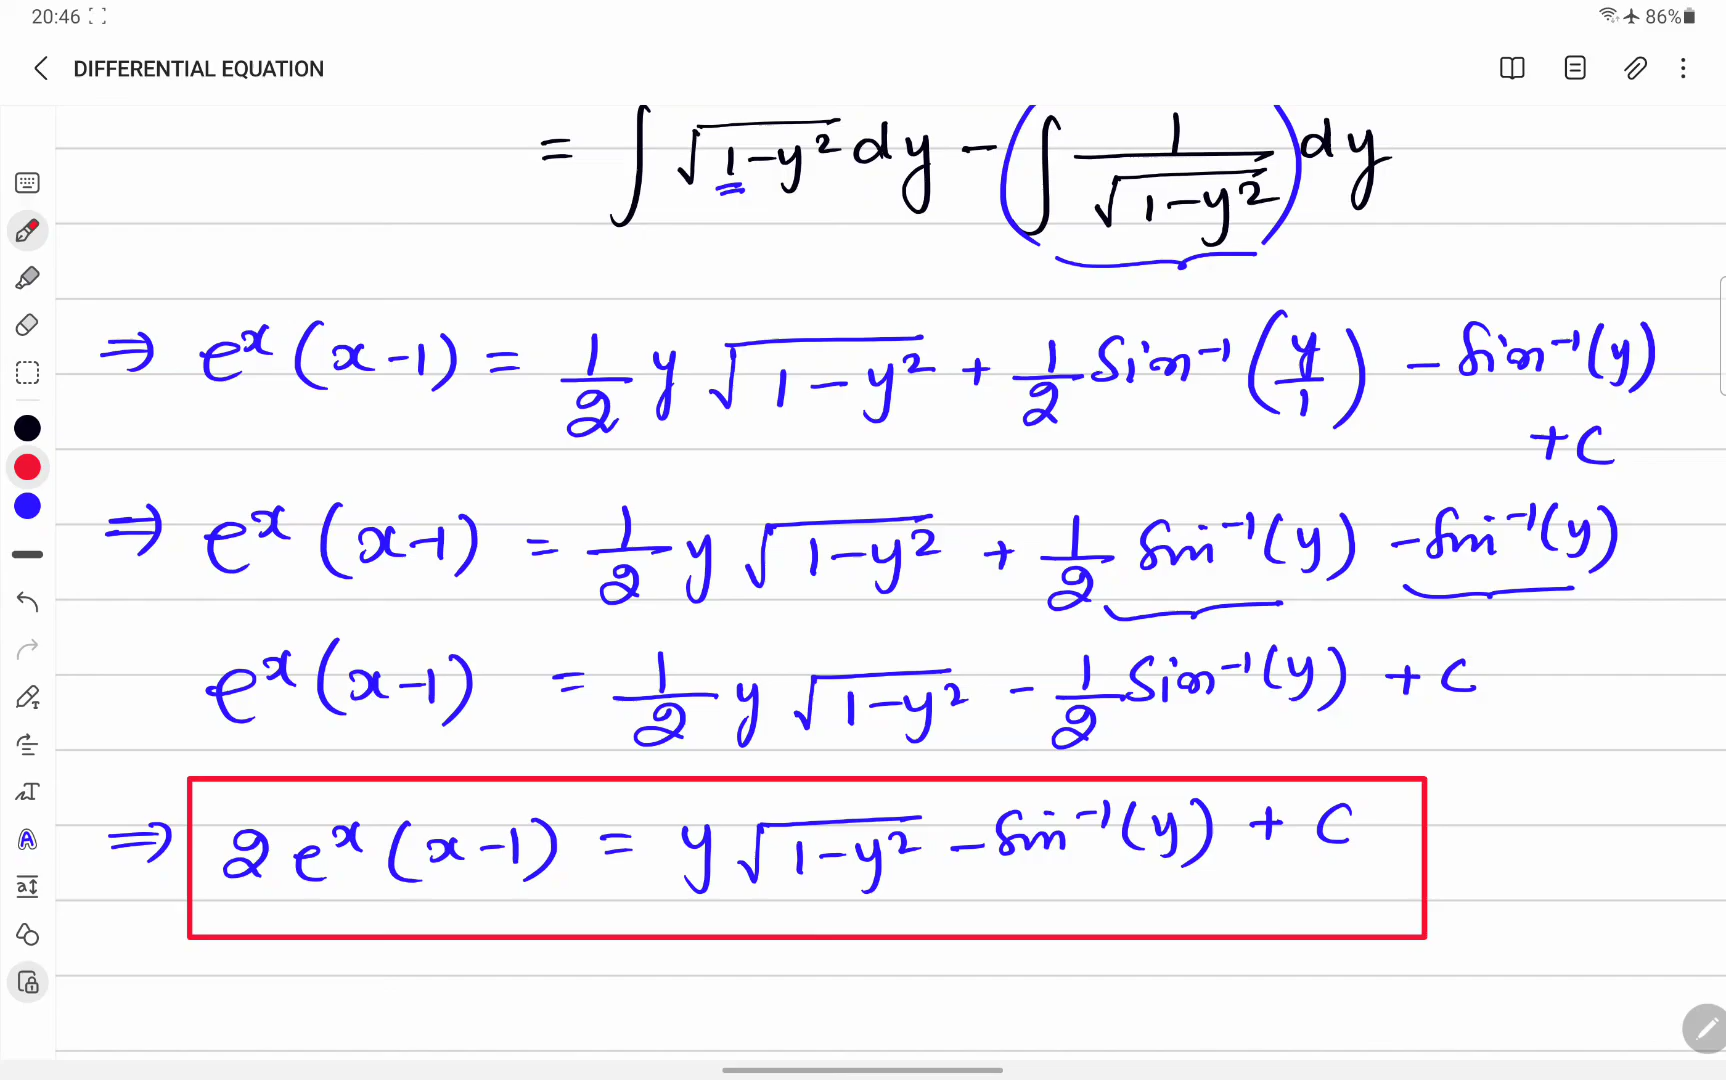 20:46 86%
DIFFERENTIAL EQUATION
= ∫ √(1-y²) dy - (∫ 1/√(1-y²)) dy
⇒ eˣ (x-1) = 1/2 y √(1-y²) + 1/2 Sin⁻¹(y/1) - Sin⁻¹(y)
+ C
⇒ eˣ (x-1) = 1/2 y √(1-y²) + 1/2 Sin⁻¹(y) - Sin⁻¹(y)
eˣ (x-1) = 1/2 y √(1-y²) - 1/2 Sin⁻¹(y) + C
⇒ 2 eˣ (x-1) = y √(1-y²) - Sin⁻¹(y) + C